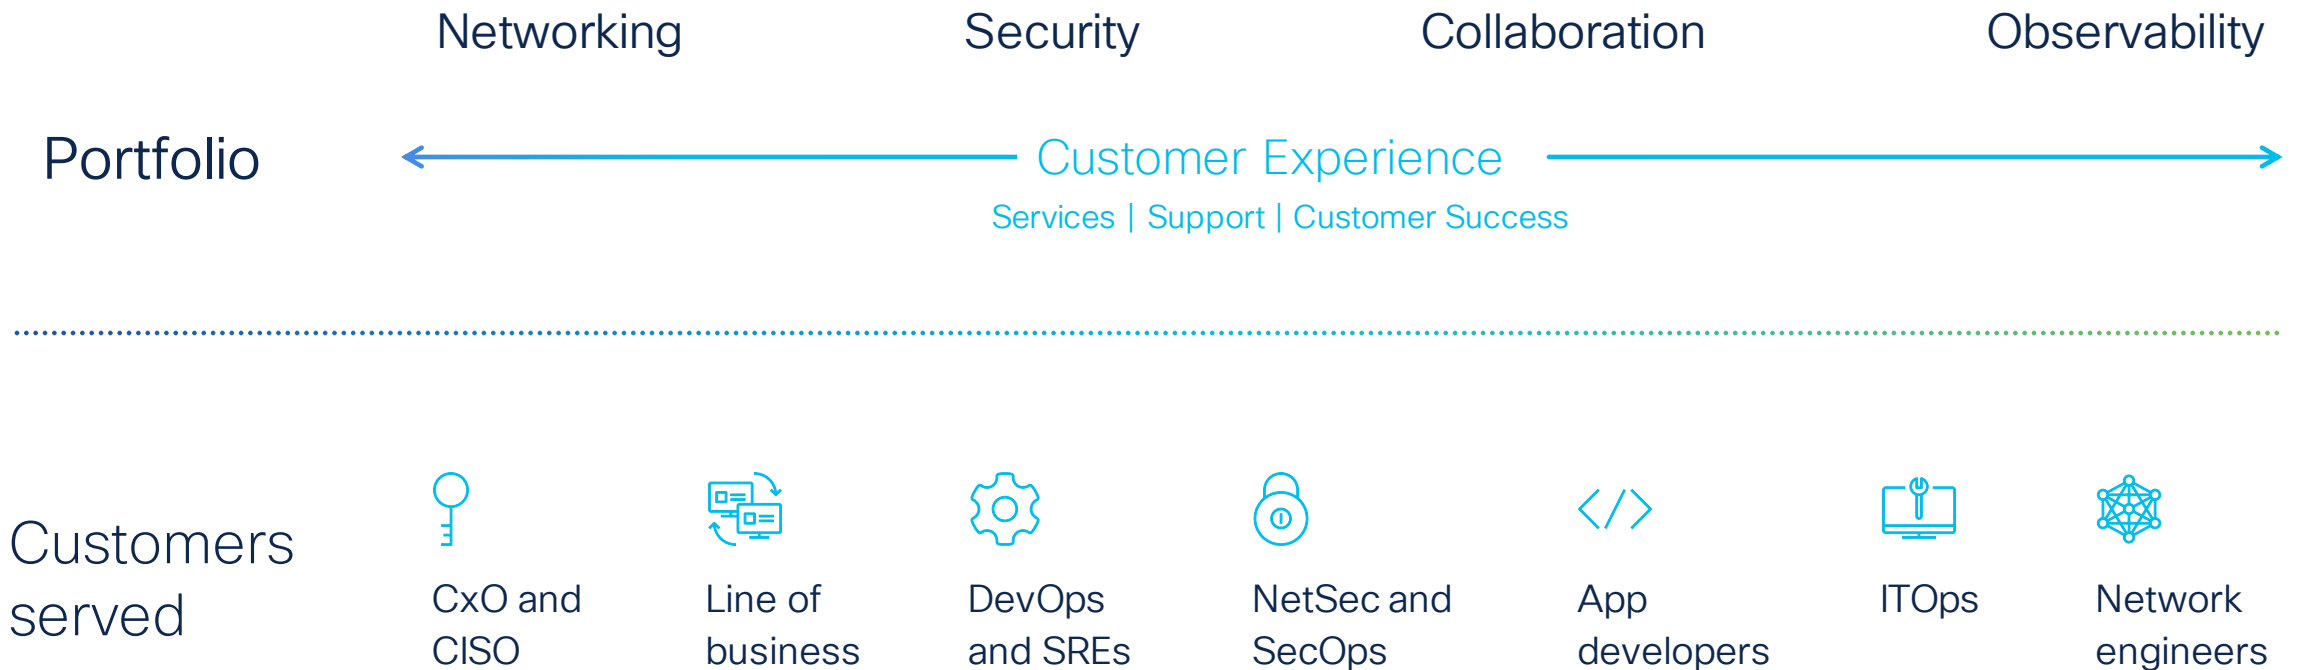 Networking Security Collaboration Observability
Portfolio
Customer Experience
Services | Support | Customer Success
Customers
served
CxO and
CISO
Line of
business
DevOps
and SREs
NetSec and
SecOps
App
developers
ITOps
Network
engineers